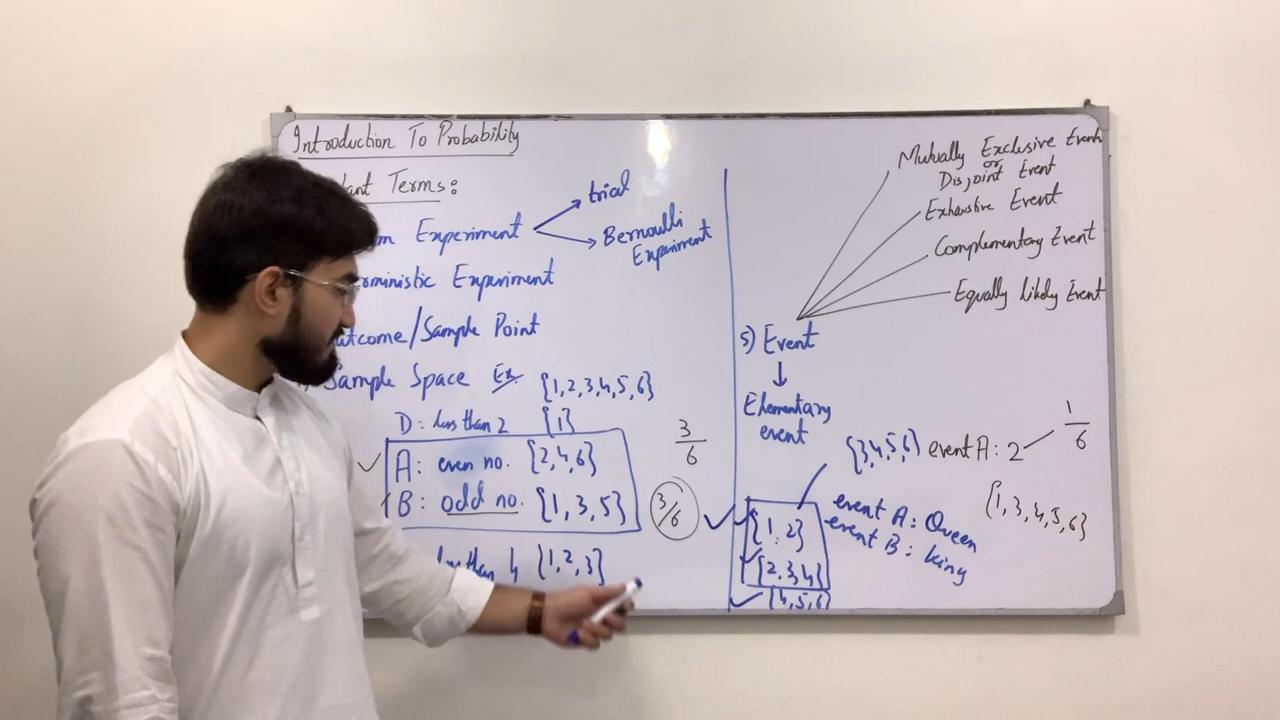 Introduction To Probability
Terms:
Experiment
trial
Bernoulli
Experiment
Experiment
/Sample Point
Sample Space Ex {1,2,3,4,5,6}
D: less than 2 {1}
A: even no. {2,4,6}
B: odd no. {1,3,5}
than 4 {1,2,3}
3/6
3/6
Mutually Exclusive Event
or
Disjoint Event
Exhaustive Event
Complementary Event
Equally Likely Event
5) Event
Elementary
event
{3,4,5,6} event A: 2
1/6
{1,3,4,5,6}
event A: Queen
event B: king
{1,2}
{2,3,4}
{4,5,6}